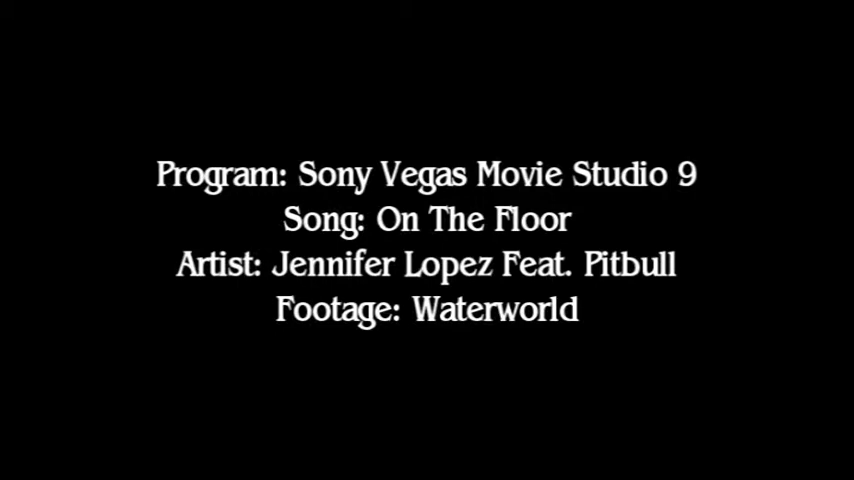 Program: Sony Vegas Movie Studio 9
Song: On The Floor
Artist: Jennifer Lopez Feat. Pitbull
Footage: Waterworld